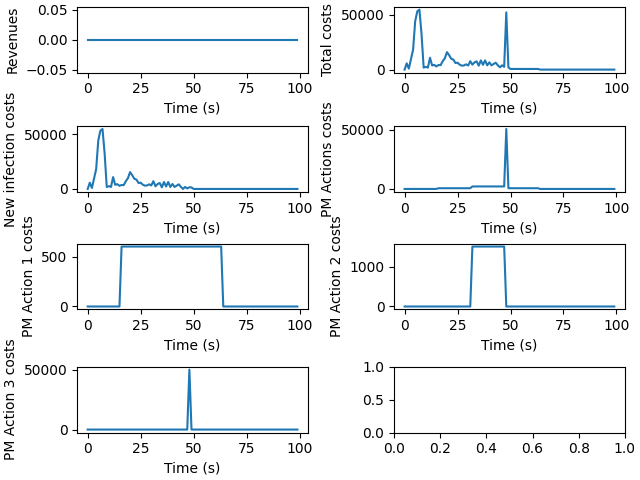 Revenues
0.05
0.00
−0.05
0 25 50 75 100
Time (s)
Total costs
50000
0
0 25 50 75 100
Time (s)
New infection costs
50000
0
0 25 50 75 100
Time (s)
PM Actions costs
50000
0
0 25 50 75 100
Time (s)
PM Action 1 costs
500
0
0 25 50 75 100
Time (s)
PM Action 2 costs
1000
0
0 25 50 75 100
Time (s)
PM Action 3 costs
50000
0
0 25 50 75 100
Time (s)
1.0
0.5
0.0
0.0 0.2 0.4 0.6 0.8 1.0